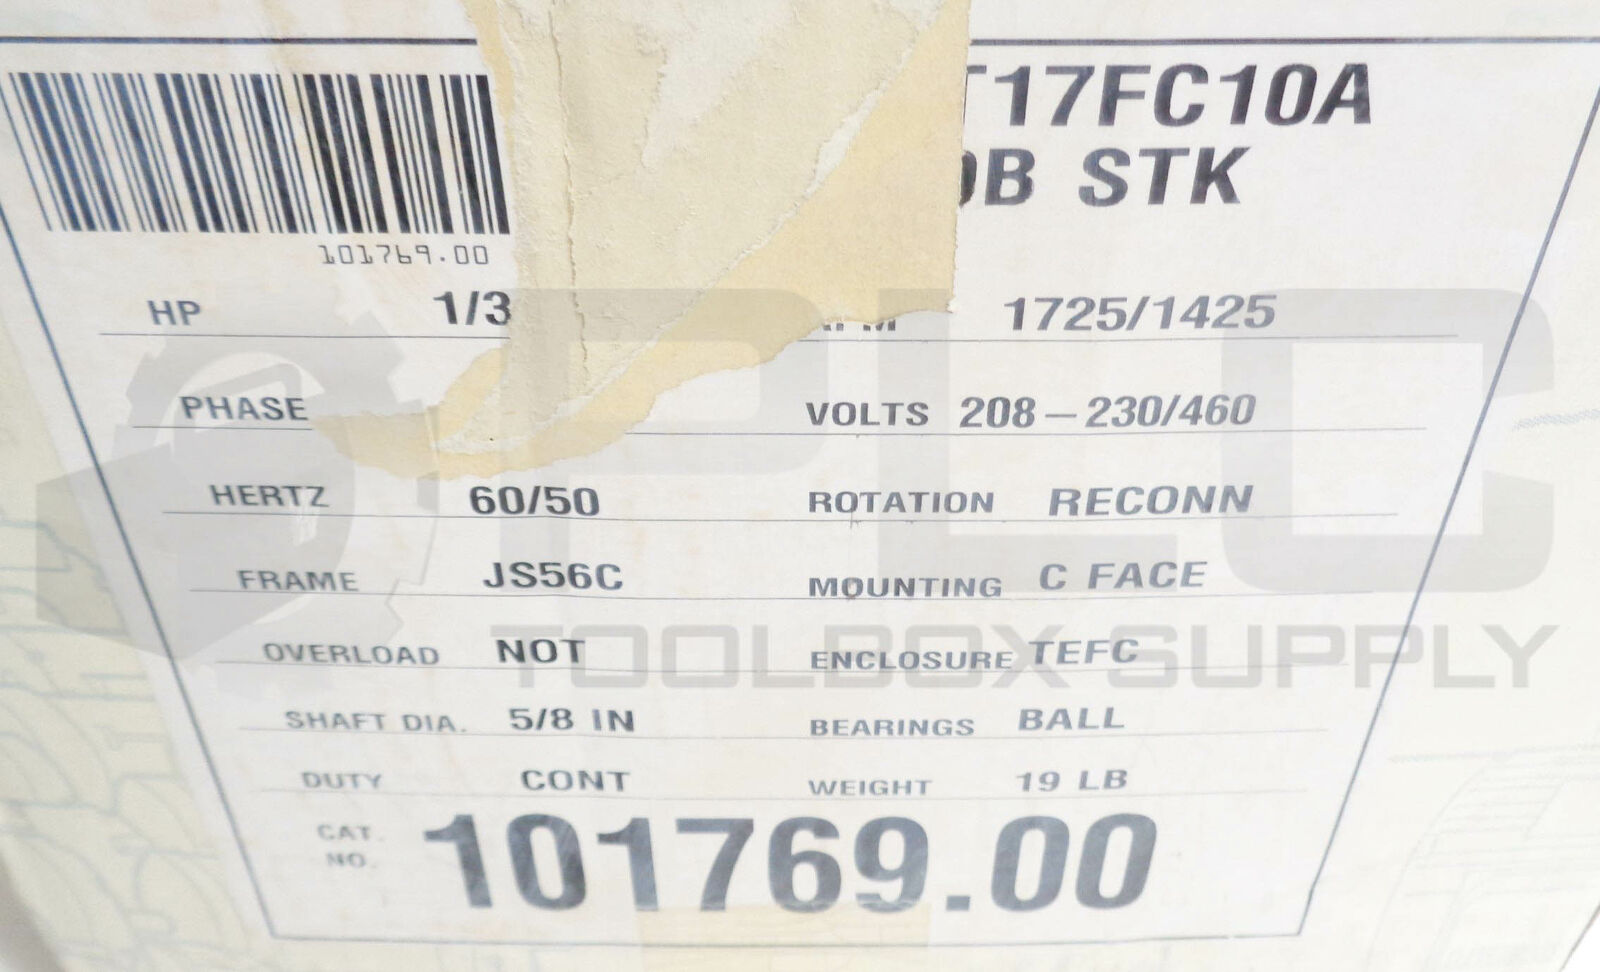 T17FC10A
B STK
101769.00
HP 1/3 1725/1425
PHASE VOLTS 208-230/460
HERTZ 60/50 ROTATION RECONN
FRAME JS56C MOUNTING C FACE
OVERLOAD NOT ENCLOSURE TEFC
SHAFT DIA. 5/8 IN BEARINGS BALL
DUTY CONT WEIGHT 19 LB
CAT. NO. 101769.00
PLC
TOOLBOX SUPPLY